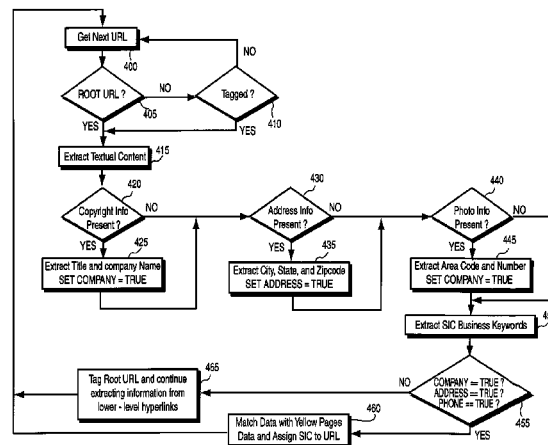 Get Next URL
400
NO
ROOT URL ?
405
NO
Tagged ?
410
YES
YES
Extract Textual Content
415
420
Copyright Info
Present ?
NO
YES
425
Extract Title and company Name
SET COMPANY = TRUE
430
Address Info
Present ?
NO
YES
435
Extract City, State, and Zipcode
SET ADDRESS = TRUE
440
Photo Info
Present ?
NO
YES
445
Extract Area Code and Number
SET COMPANY = TRUE
Extract SIC Business Keywords
COMPANY == TRUE ?
ADDRESS == TRUE ?
PHONE == TRUE ?
455
NO
YES
465
Tag Root URL and continue
extracting information from
lower - level hyperlinks
460
Match Data with Yellow Pages
Data and Assign SIC to URL